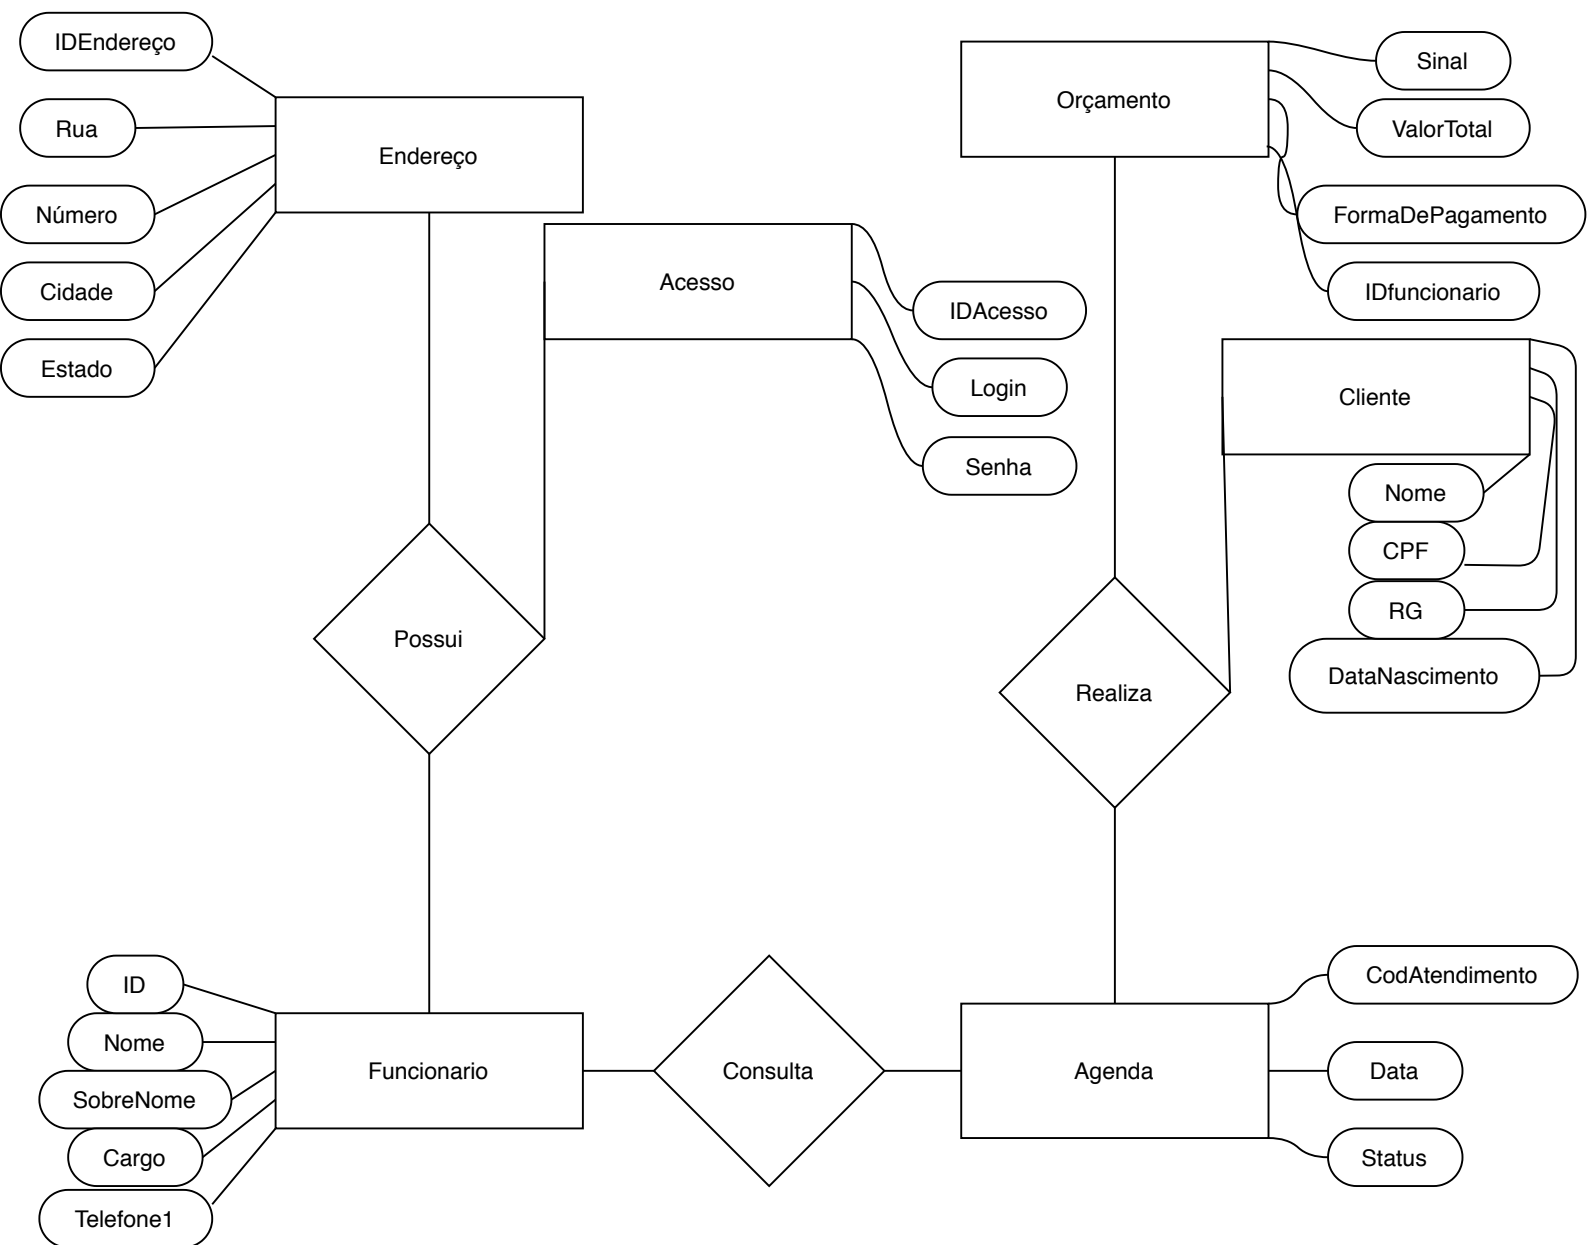 IDEndereço
Rua
Número
Cidade
Estado
Endereço
Acesso
IDAcesso
Login
Senha
Orçamento
Sinal
ValorTotal
FormaDePagamento
IDfuncionario
Cliente
Nome
CPF
RG
DataNascimento
Possui
Realiza
ID
Nome
SobreNome
Cargo
Telefone1
Funcionario
Consulta
Agenda
CodAtendimento
Data
Status